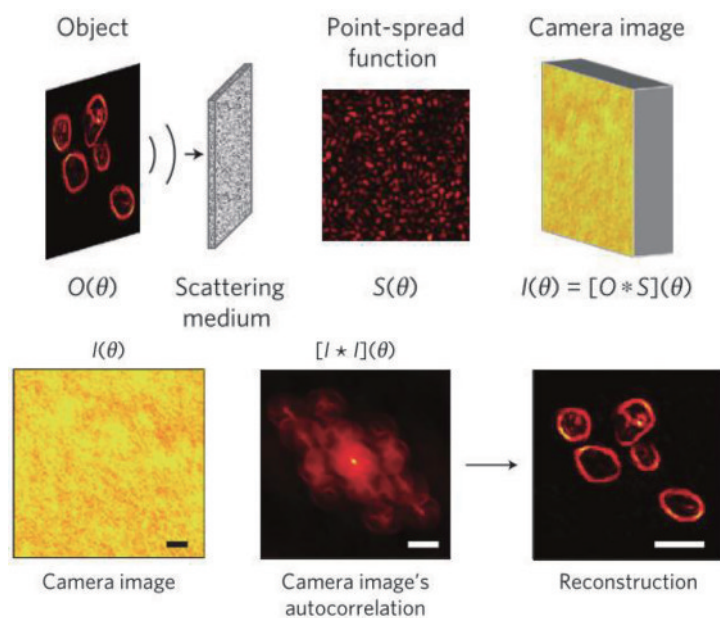 Object
Point-spread
function
Camera image
O(θ)
Scattering
medium
S(θ)
I(θ) = [O * S](θ)
I(θ)
[I ⋆ I](θ)
Camera image
Camera image's
autocorrelation
Reconstruction